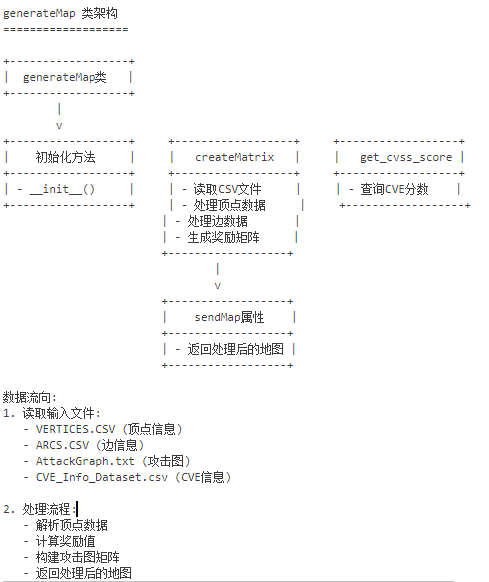 generateMap 类架构
===================
+------------------+
|  generateMap类   |
+------------------+
|
v
+------------------+     +------------------+     +------------------+
|    初始化方法     |     |   createMatrix   |     |   get_cvss_score |
+------------------+     +------------------+     +------------------+
| - __init__()     |     | - 读取CSV文件     |     | - 查询CVE分数    |
+------------------+     | - 处理顶点数据     |     +------------------+
| - 处理边数据       |
| - 生成奖励矩阵     |
+------------------+
|
v
+------------------+
|    sendMap属性    |
+------------------+
| - 返回处理后的地图 |
+------------------+
数据流向:
1. 读取输入文件:
- VERTICES.CSV (顶点信息)
- ARCS.CSV (边信息)
- AttackGraph.txt (攻击图)
- CVE_Info_Dataset.csv (CVE信息)
2. 处理流程:
- 解析顶点数据
- 计算奖励值
- 构建攻击图矩阵
- 返回处理后的地图